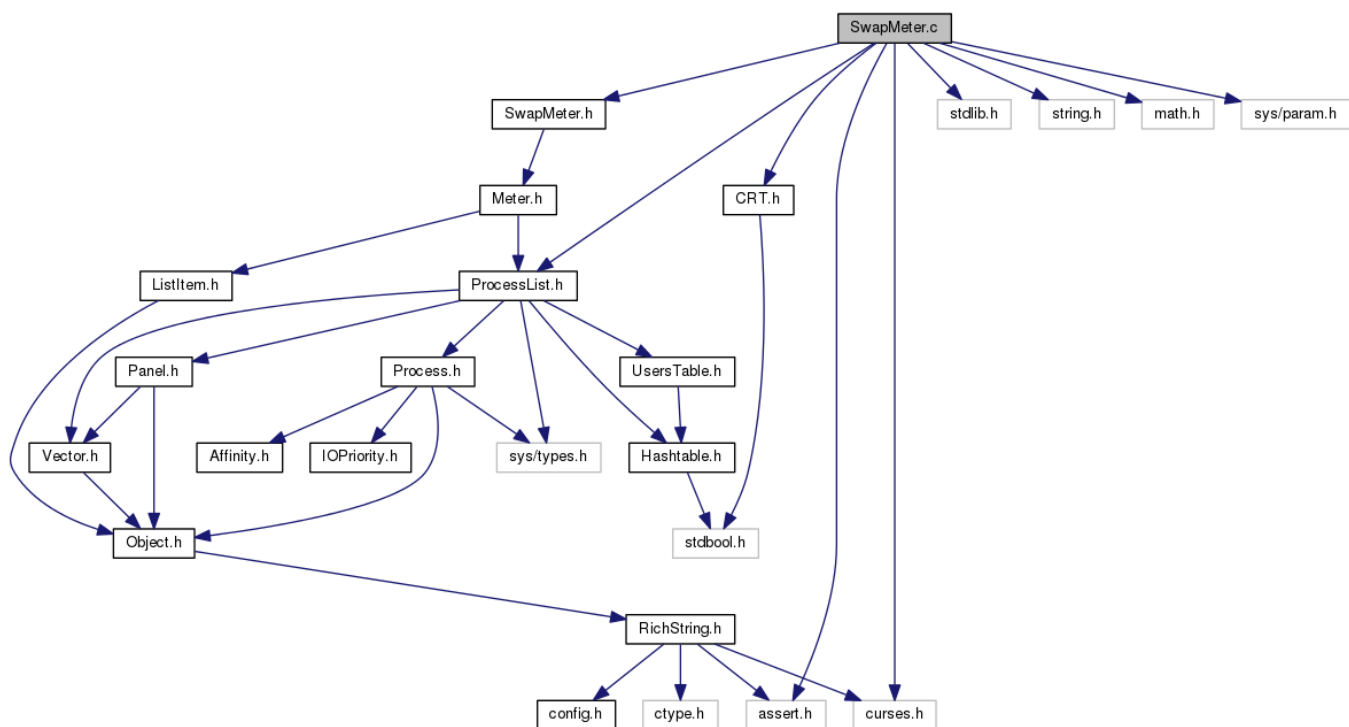 SwapMeter.c
SwapMeter.h
stdlib.h
string.h
math.h
sys/param.h
Meter.h
CRT.h
ListItem.h
ProcessList.h
Panel.h
Process.h
UsersTable.h
Vector.h
Affinity.h
IOPriority.h
sys/types.h
Hashtable.h
Object.h
stdbool.h
RichString.h
config.h
ctype.h
assert.h
curses.h